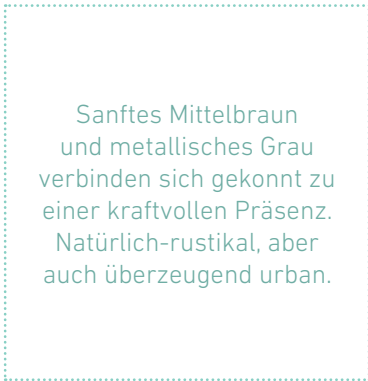 Sanftes Mittelbraun
und metallisches Grau
verbinden sich gekonnt zu
einer kraftvollen Präsenz.
Natürlich-rustikal, aber
auch überzeugend urban.